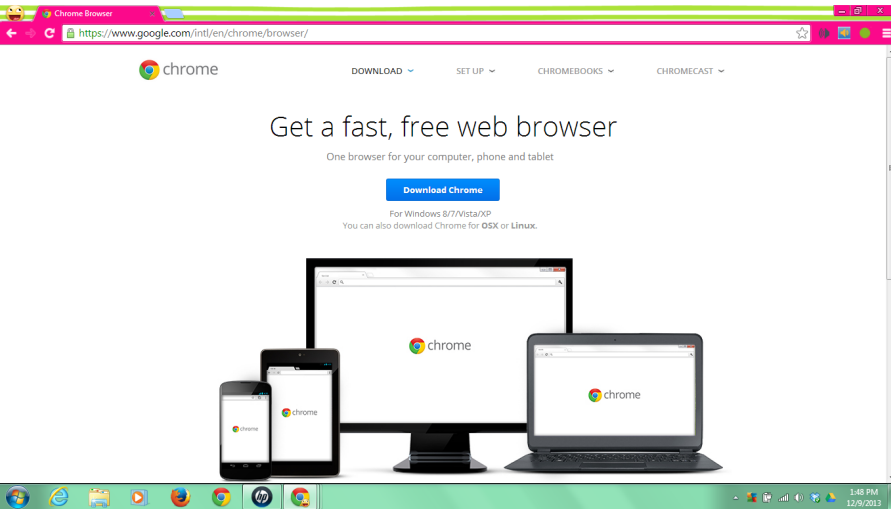 Chrome Browser
https://www.google.com/intl/en/chrome/browser/
chrome
DOWNLOAD SET UP CHROMEBOOKS CHROMECAST
Get a fast, free web browser
One browser for your computer, phone and tablet
Download Chrome
For Windows 8/7/Vista/XP
You can also download Chrome for OSX or Linux.
chrome
chrome
chrome
chrome
hp
1:48 PM
12/9/2013